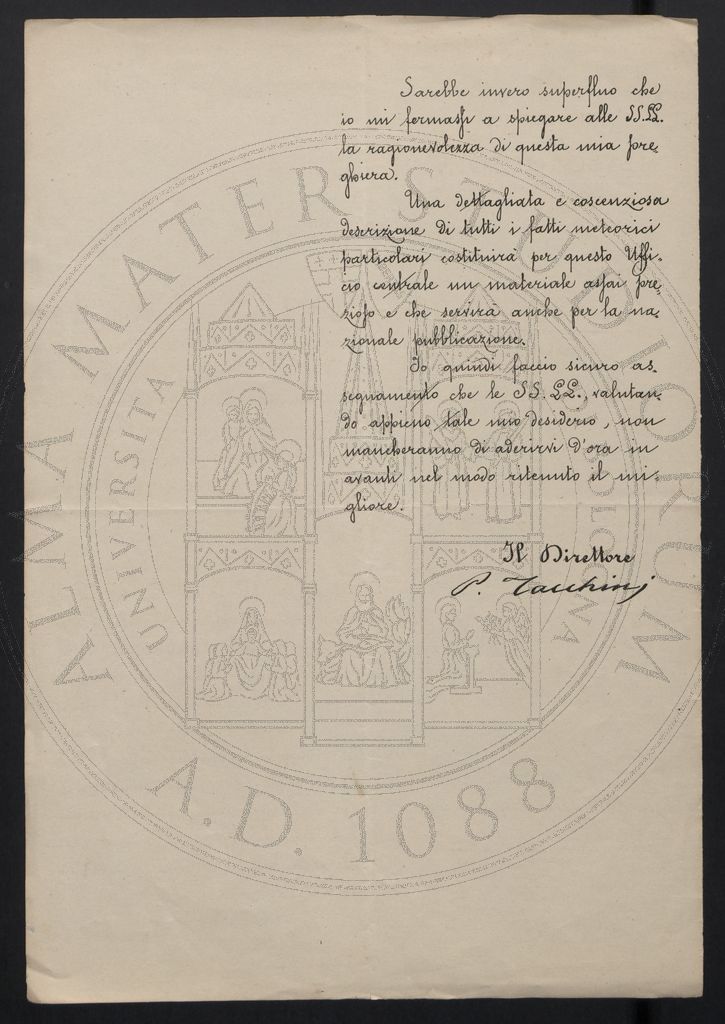 Sarebbe invero superfluo che
io mi fermassi a spiegare alle SS.LL.
la ragionevolezza di questa mia pre-
ghiera.
Una dettagliata e coscenziosa
descrizione di tutti i fatti meteorici
particolari costituirà per questo Uffi-
cio centrale un materiale assai pre-
zioso e che servirà anche per la na-
zionale pubblicazione.
Io quindi faccio sicuro as-
segnamento che le SS. LL., valutan-
do appieno tale mio desiderio, non
mancheranno di aderirvi d'ora in
avanti nel modo ritenuto il mi-
gliore.
Il Direttore
P. Tacchini
ALMA MATER STUDIORUM
UNIVERSITA DI BOLOGNA
A.D. 1088